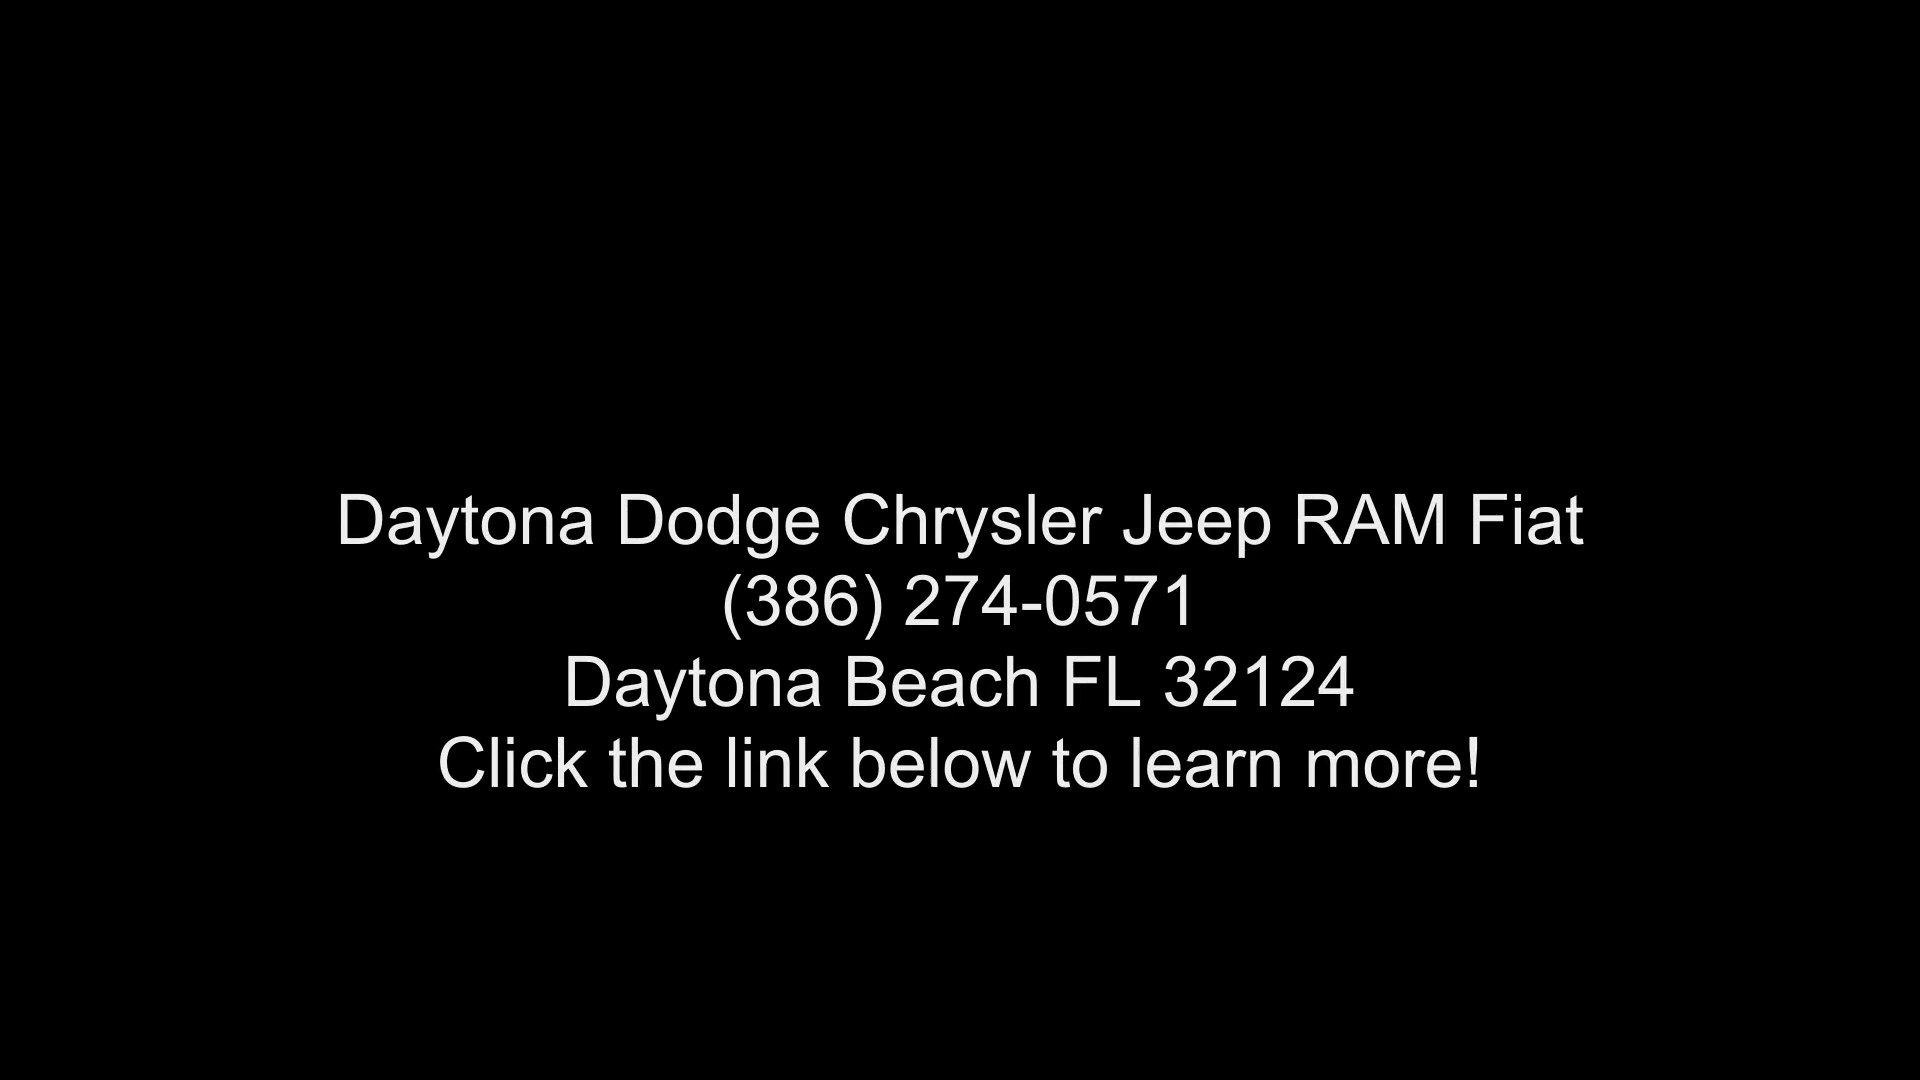 Daytona Dodge Chrysler Jeep RAM Fiat
(386) 274-0571
Daytona Beach FL 32124
Click the link below to learn more!